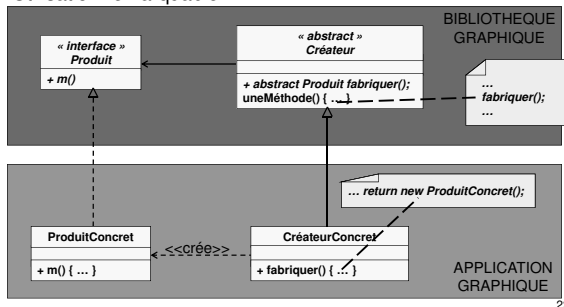 BIBLIOTHEQUE
GRAPHIQUE
« interface »
Produit
+ m()
« abstract »
Créateur
+ abstract Produit fabriquer();
uneMéthode() { ... }
...
fabriquer();
...
... return new ProduitConcret();
ProduitConcret
+ m() { ... }
<<crée>>
CréateurConcret
+ fabriquer() { ... }
APPLICATION
GRAPHIQUE